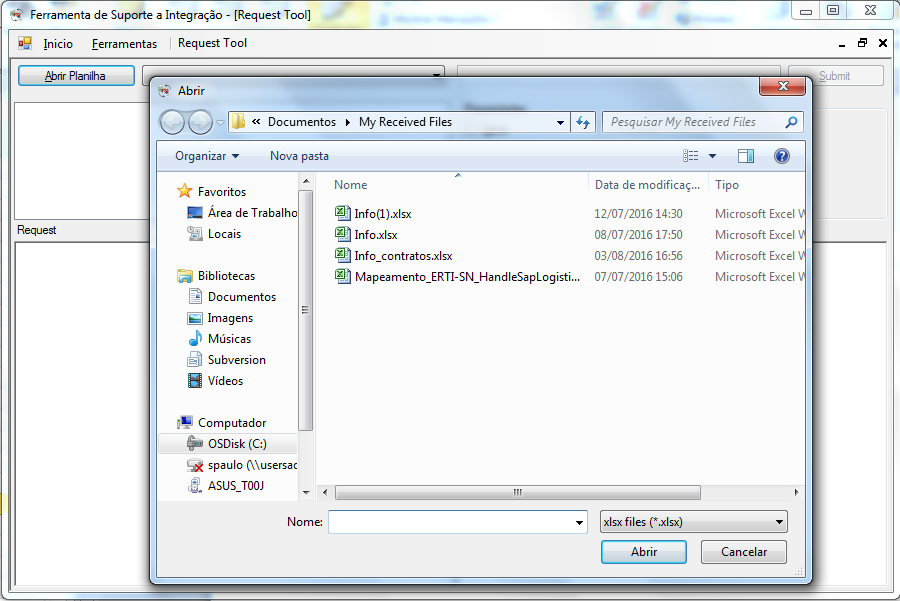 Ferramenta de Suporte a Integração - [Request Tool]
Início Ferramentas Request Tool
Abrir Planilha Submit
Abrir
« Documentos My Received Files Pesquisar My Received Files
Organizar Nova pasta
Nome Data de modificaç... Tipo
Favoritos
Área de Trabalho
Locais
Bibliotecas
Documentos
Imagens
Músicas
Subversion
Vídeos
Computador
OSDisk (C:)
spaulo (\\usersac
ASUS_T00J
Info(1).xlsx 12/07/2016 14:30 Microsoft Excel W
Info.xlsx 08/07/2016 17:50 Microsoft Excel W
Info_contratos.xlsx 03/08/2016 16:56 Microsoft Excel W
Mapeamento_ERTI-SN_HandleSapLogisti... 07/07/2016 15:06 Microsoft Excel W
Request
Nome: xlsx files (*.xlsx)
Abrir Cancelar